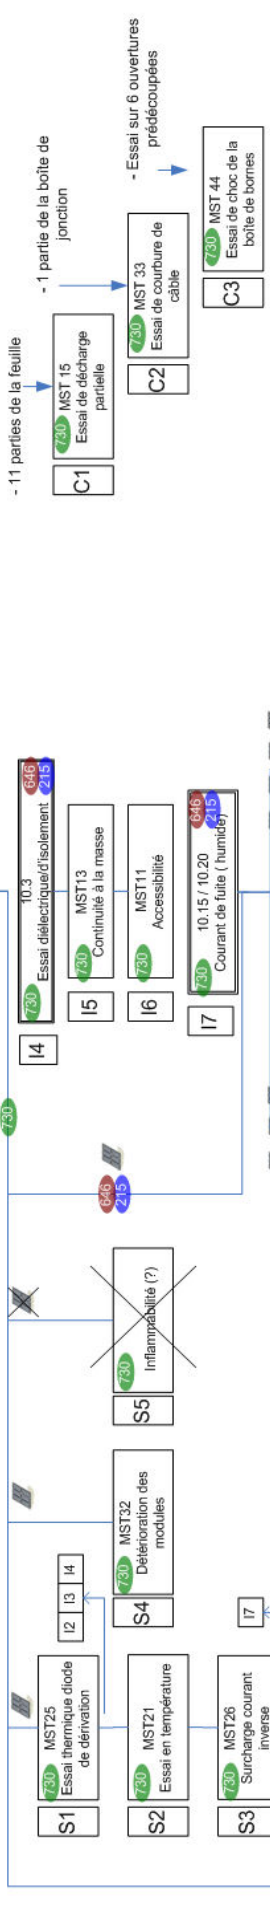 - 11 parties de la feuille
C1
730
MST 15
Essai de décharge
partielle
- 1 partie de la boîte de
jonction
C2
730
MST 33
Essai de courbure de
câble
- Essai sur 6 ouvertures
prédécoupées
C3
730
MST 44
Essai de choc de la
boîte de bornes
730
I4
730
10.3
Essai diélectrique/d'isolement
646
215
I5
730
MST13
Continuité à la masse
I6
730
MST11
Accessibilité
I7
730
10.15 / 10.20
Courant de fuite ( humide)
646
215
646
215
S1
730
MST25
Essai thermique diode
de dérivation
I2
I3
I4
S2
730
MST21
Essai en température
S3
730
MST26
Surcharge courant
inverse
I7
S4
730
MST32
Détérioration des
modules
S5
730
Inflammabilité (?)